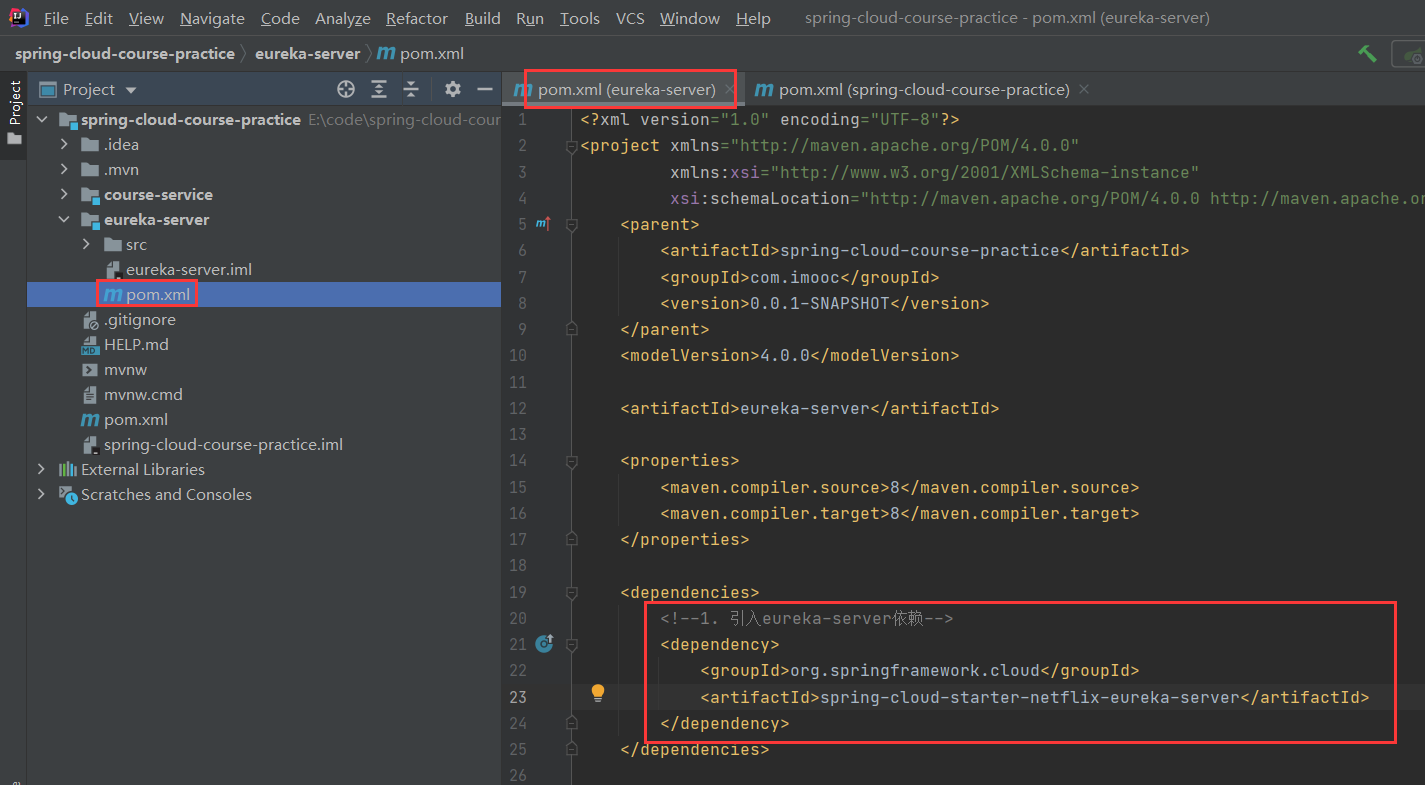 File Edit View Navigate Code Analyze Refactor Build Run Tools VCS Window Help spring-cloud-course-practice - pom.xml (eureka-server)
spring-cloud-course-practice eureka-server pom.xml
Project
Project
spring-cloud-course-practice E:\code\spring-cloud-cour
.idea
.mvn
course-service
eureka-server
src
eureka-server.iml
pom.xml
.gitignore
HELP.md
mvnw
mvnw.cmd
pom.xml
spring-cloud-course-practice.iml
External Libraries
Scratches and Consoles
pom.xml (eureka-server) pom.xml (spring-cloud-course-practice)
1 <?xml version="1.0" encoding="UTF-8"?>
2 <project xmlns="http://maven.apache.org/POM/4.0.0"
3 xmlns:xsi="http://www.w3.org/2001/XMLSchema-instance"
4 xsi:schemaLocation="http://maven.apache.org/POM/4.0.0 http://maven.apache.or
5 <parent>
6 <artifactId>spring-cloud-course-practice</artifactId>
7 <groupId>com.imooc</groupId>
8 <version>0.0.1-SNAPSHOT</version>
9 </parent>
10 <modelVersion>4.0.0</modelVersion>
11
12 <artifactId>eureka-server</artifactId>
13
14 <properties>
15 <maven.compiler.source>8</maven.compiler.source>
16 <maven.compiler.target>8</maven.compiler.target>
17 </properties>
18
19 <dependencies>
20 <!--1. 引入eureka-server依赖-->
21 <dependency>
22 <groupId>org.springframework.cloud</groupId>
23 <artifactId>spring-cloud-starter-netflix-eureka-server</artifactId>
24 </dependency>
25 </dependencies>
26